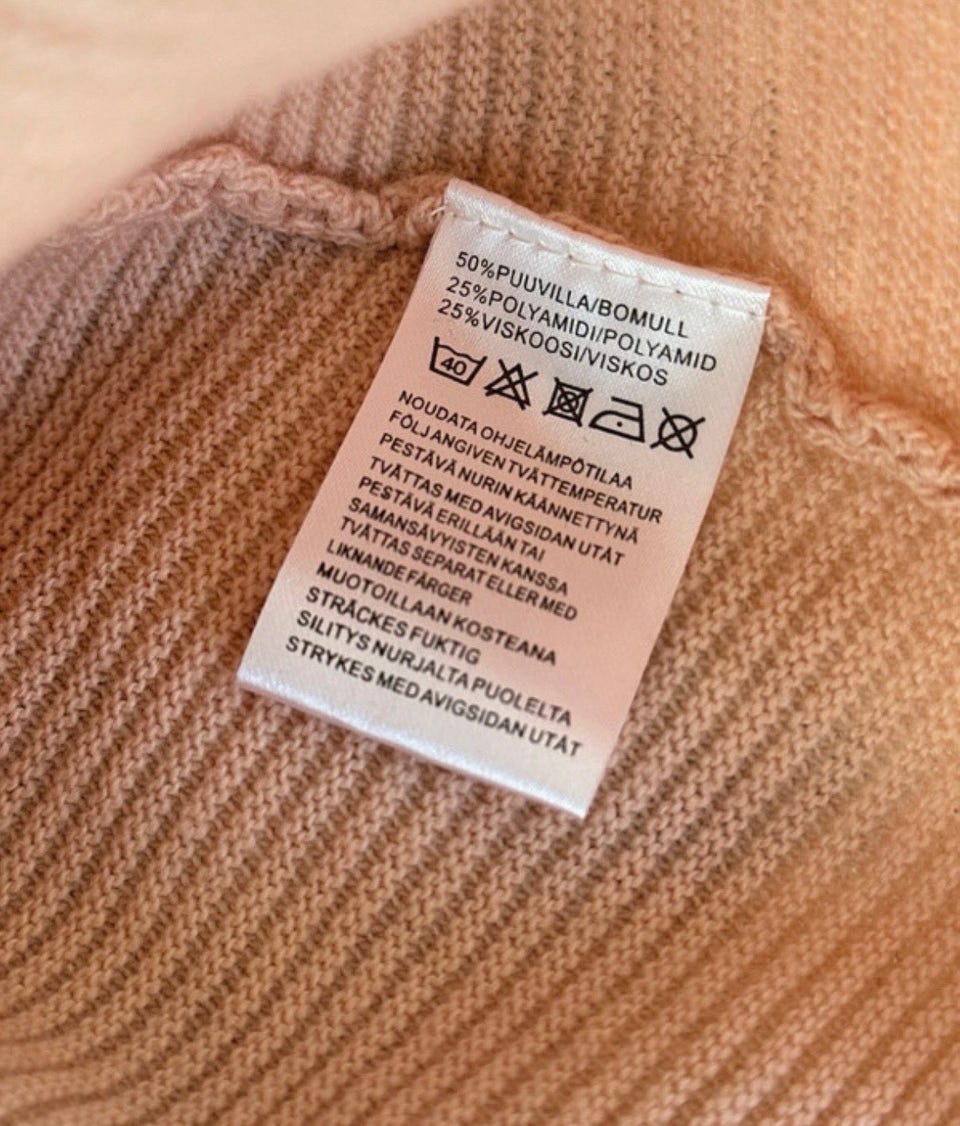 50%PUUVILLA/BOMULL
25%POLYAMIDI/POLYAMID
25%VISKOOSI/VISKOS
40
NOUDATA OHJELÄMPÖTILAA
FÖLJ ANGIVEN TVÄTTEMPERATUR
PESTÄVÄ NURIN KÄÄNNETTYNÄ
TVÄTTAS MED AVIGSIDAN UTÅT
PESTÄVÄ ERILLÄÄN TAI
SAMANSÄVYISTEN KANSSA
TVÄTTAS SEPARAT ELLER MED
LIKNANDE FÄRGER
MUOTOILLAAN KOSTEANA
STRÄCKES FUKTIG
SILITYS NURJALTA PUOLELTA
STRYKES MED AVIGSIDAN UTÅT